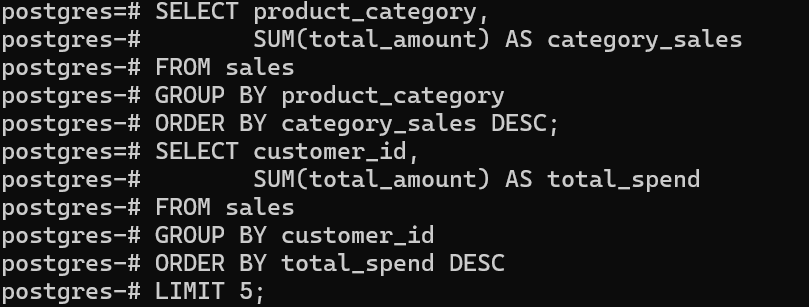 postgres=# SELECT product_category,
postgres-#        SUM(total_amount) AS category_sales
postgres-# FROM sales
postgres-# GROUP BY product_category
postgres-# ORDER BY category_sales DESC;
postgres=# SELECT customer_id,
postgres-#        SUM(total_amount) AS total_spend
postgres-# FROM sales
postgres-# GROUP BY customer_id
postgres-# ORDER BY total_spend DESC
postgres-# LIMIT 5;